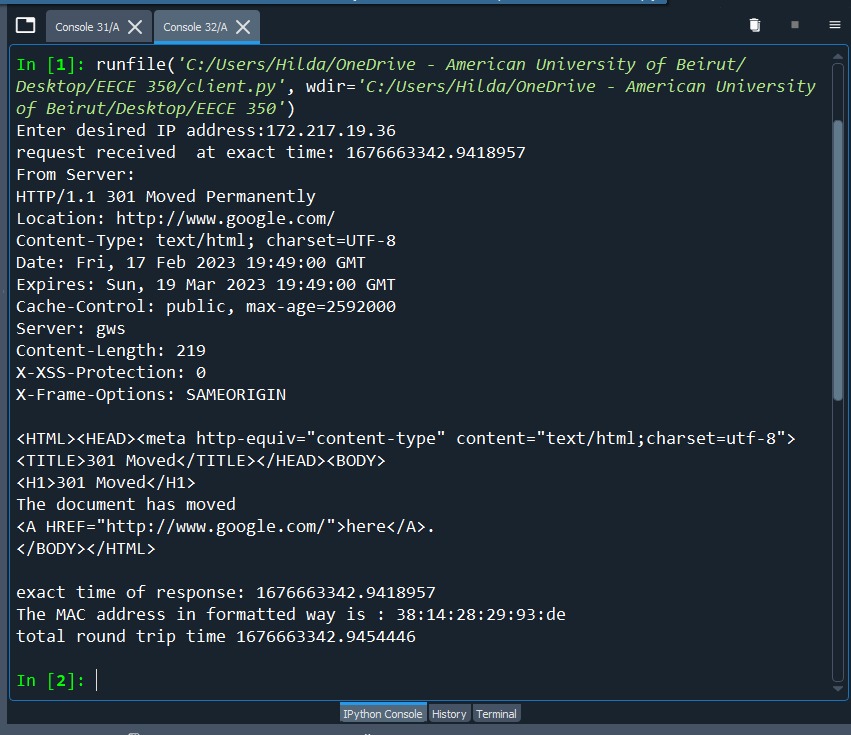 Console 31/A
Console 32/A
In [1]: runfile('C:/Users/Hilda/OneDrive - American University of Beirut/
Desktop/EECE 350/client.py', wdir='C:/Users/Hilda/OneDrive - American University
of Beirut/Desktop/EECE 350')
Enter desired IP address:172.217.19.36
request received  at exact time: 1676663342.9418957
From Server:
HTTP/1.1 301 Moved Permanently
Location: http://www.google.com/
Content-Type: text/html; charset=UTF-8
Date: Fri, 17 Feb 2023 19:49:00 GMT
Expires: Sun, 19 Mar 2023 19:49:00 GMT
Cache-Control: public, max-age=2592000
Server: gws
Content-Length: 219
X-XSS-Protection: 0
X-Frame-Options: SAMEORIGIN
<HTML><HEAD><meta http-equiv="content-type" content="text/html;charset=utf-8">
<TITLE>301 Moved</TITLE></HEAD><BODY>
<H1>301 Moved</H1>
The document has moved
<A HREF="http://www.google.com/">here</A>.
</BODY></HTML>
exact time of response: 1676663342.9418957
The MAC address in formatted way is : 38:14:28:29:93:de
total round trip time 1676663342.9454446
In [2]:
IPython Console
History
Terminal